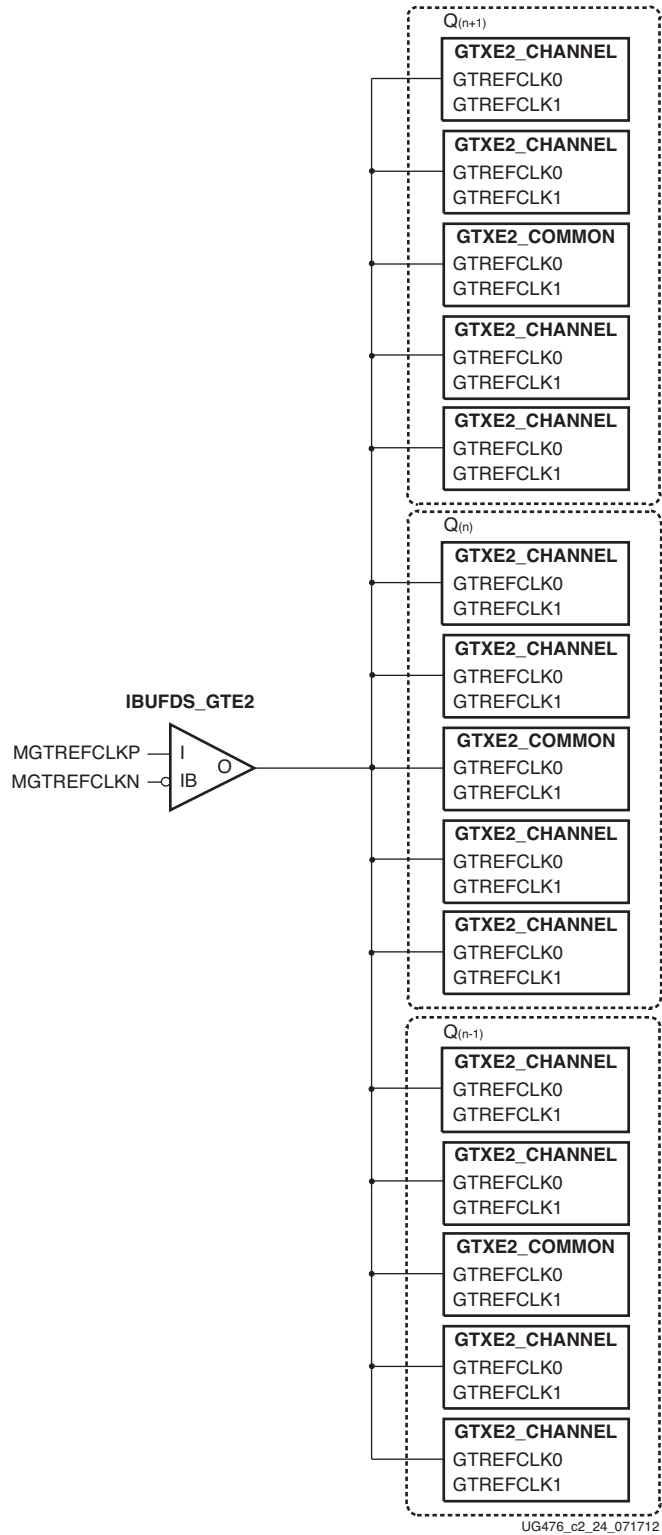 Q(n+1)
GTXE2_CHANNEL
GTREFCLK0
GTREFCLK1
GTXE2_CHANNEL
GTREFCLK0
GTREFCLK1
GTXE2_COMMON
GTREFCLK0
GTREFCLK1
GTXE2_CHANNEL
GTREFCLK0
GTREFCLK1
GTXE2_CHANNEL
GTREFCLK0
GTREFCLK1
Q(n)
GTXE2_CHANNEL
GTREFCLK0
GTREFCLK1
GTXE2_CHANNEL
GTREFCLK0
GTREFCLK1
IBUFDS_GTE2
MGTREFCLKP
I
O
MGTREFCLKN
IB
GTXE2_COMMON
GTREFCLK0
GTREFCLK1
GTXE2_CHANNEL
GTREFCLK0
GTREFCLK1
GTXE2_CHANNEL
GTREFCLK0
GTREFCLK1
Q(n-1)
GTXE2_CHANNEL
GTREFCLK0
GTREFCLK1
GTXE2_CHANNEL
GTREFCLK0
GTREFCLK1
GTXE2_COMMON
GTREFCLK0
GTREFCLK1
GTXE2_CHANNEL
GTREFCLK0
GTREFCLK1
GTXE2_CHANNEL
GTREFCLK0
GTREFCLK1
UG476_c2_24_071712